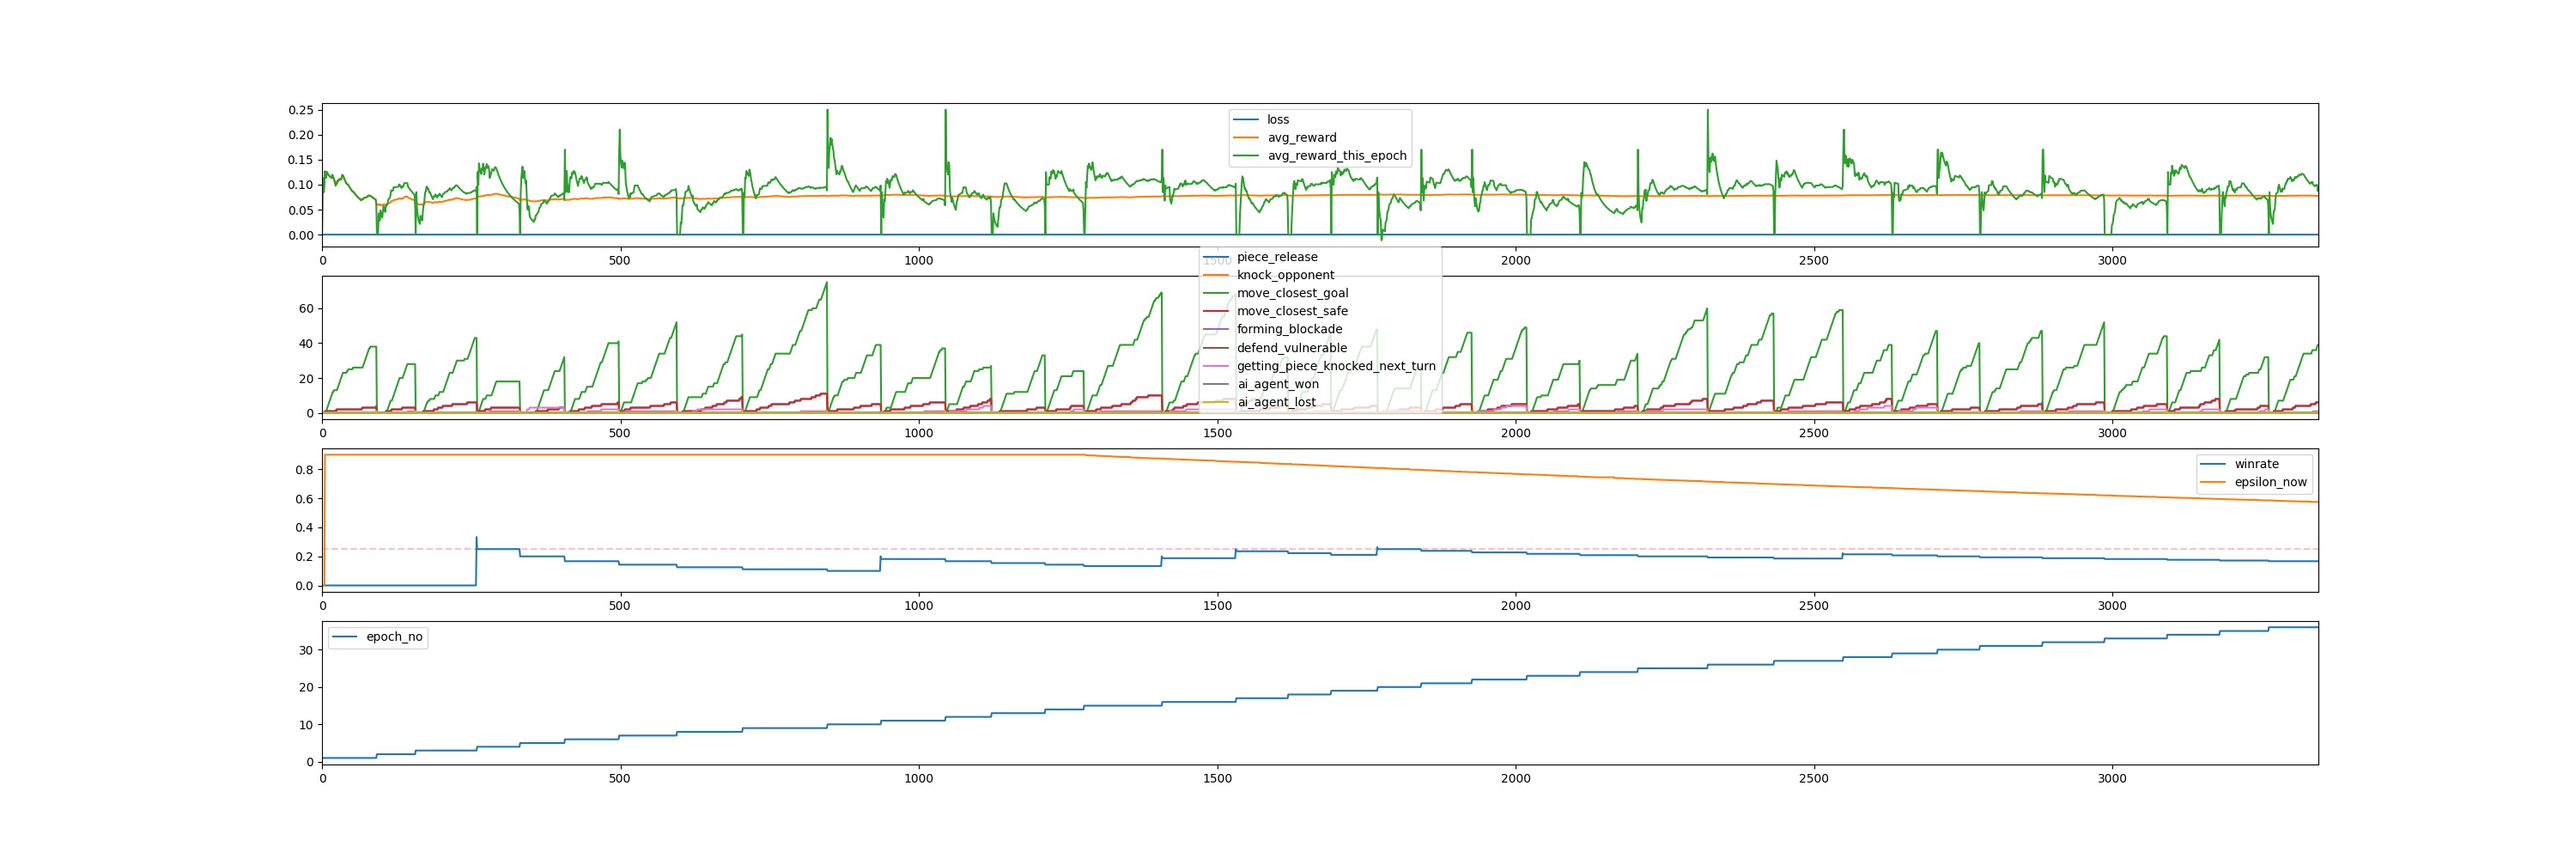 0.25
0.20
0.15
0.10
0.05
0.00
loss
avg_reward
avg_reward_this_epoch
0 500 1000 1500 2000 2500 3000
60
40
20
0
piece_release
knock_opponent
move_closest_goal
move_closest_safe
forming_blockade
defend_vulnerable
getting_piece_knocked_next_turn
ai_agent_won
ai_agent_lost
0 500 1000 1500 2000 2500 3000
0.8
0.6
0.4
0.2
0.0
winrate
epsilon_now
0 500 1000 1500 2000 2500 3000
30
20
10
0
epoch_no
0 500 1000 1500 2000 2500 3000